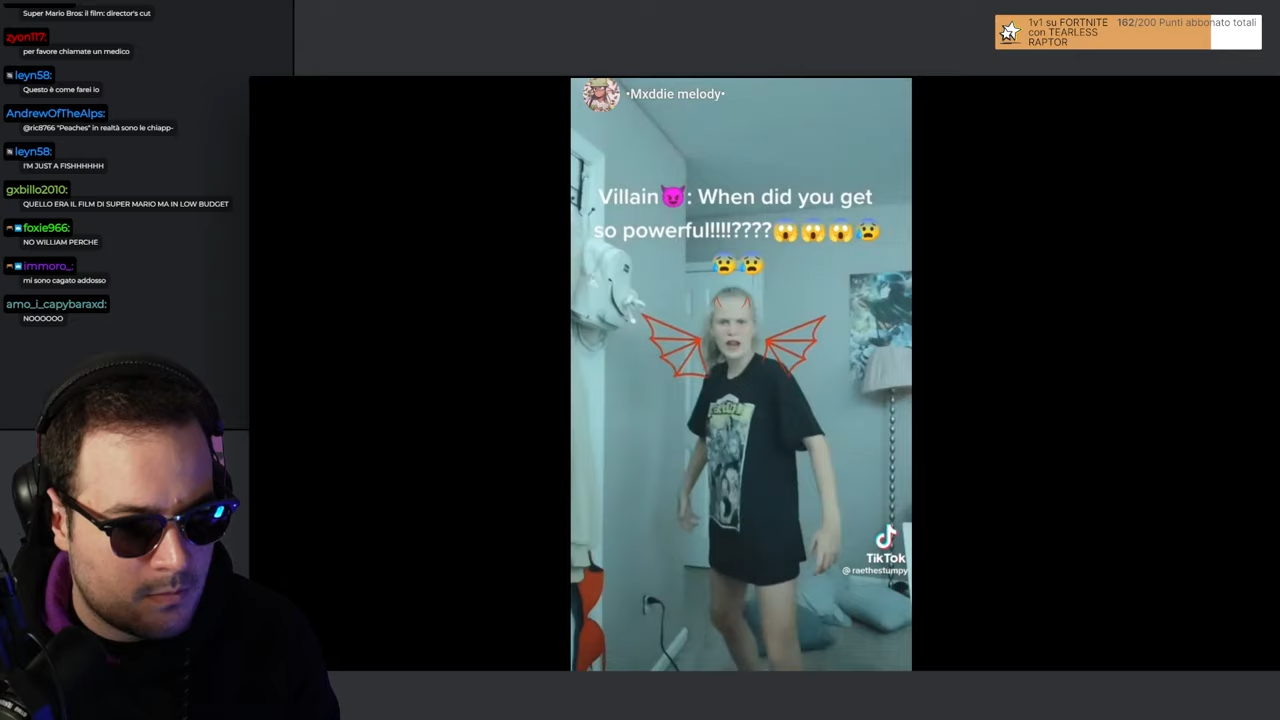 Super Mario Bros: il film: director's cut
zyon117:
per favore chiamate un medico
leyn58:
Questo è come farei io
AndrewOfTheAlps:
@ric8766 "Peaches" in realtà sono le chiapp-
leyn58:
I'M JUST A FISHHHHHH
gxbillo2010:
QUELLO ERA IL FILM DI SUPER MARIO MA IN LOW BUDGET
foxie966:
NO WILLIAM PERCHE
immoro_:
mi sono cagato addosso
amo_i_capybaraxd:
NOOOOOO
1v1 su FORTNITE 162/200 Punti abbonato totali
con TEARLESS
RAPTOR
•Mxddie melody•
Villain😈: When did you get
so powerful!!!!????😱😱😱😰
😰😰
TikTok
@raethestumpy